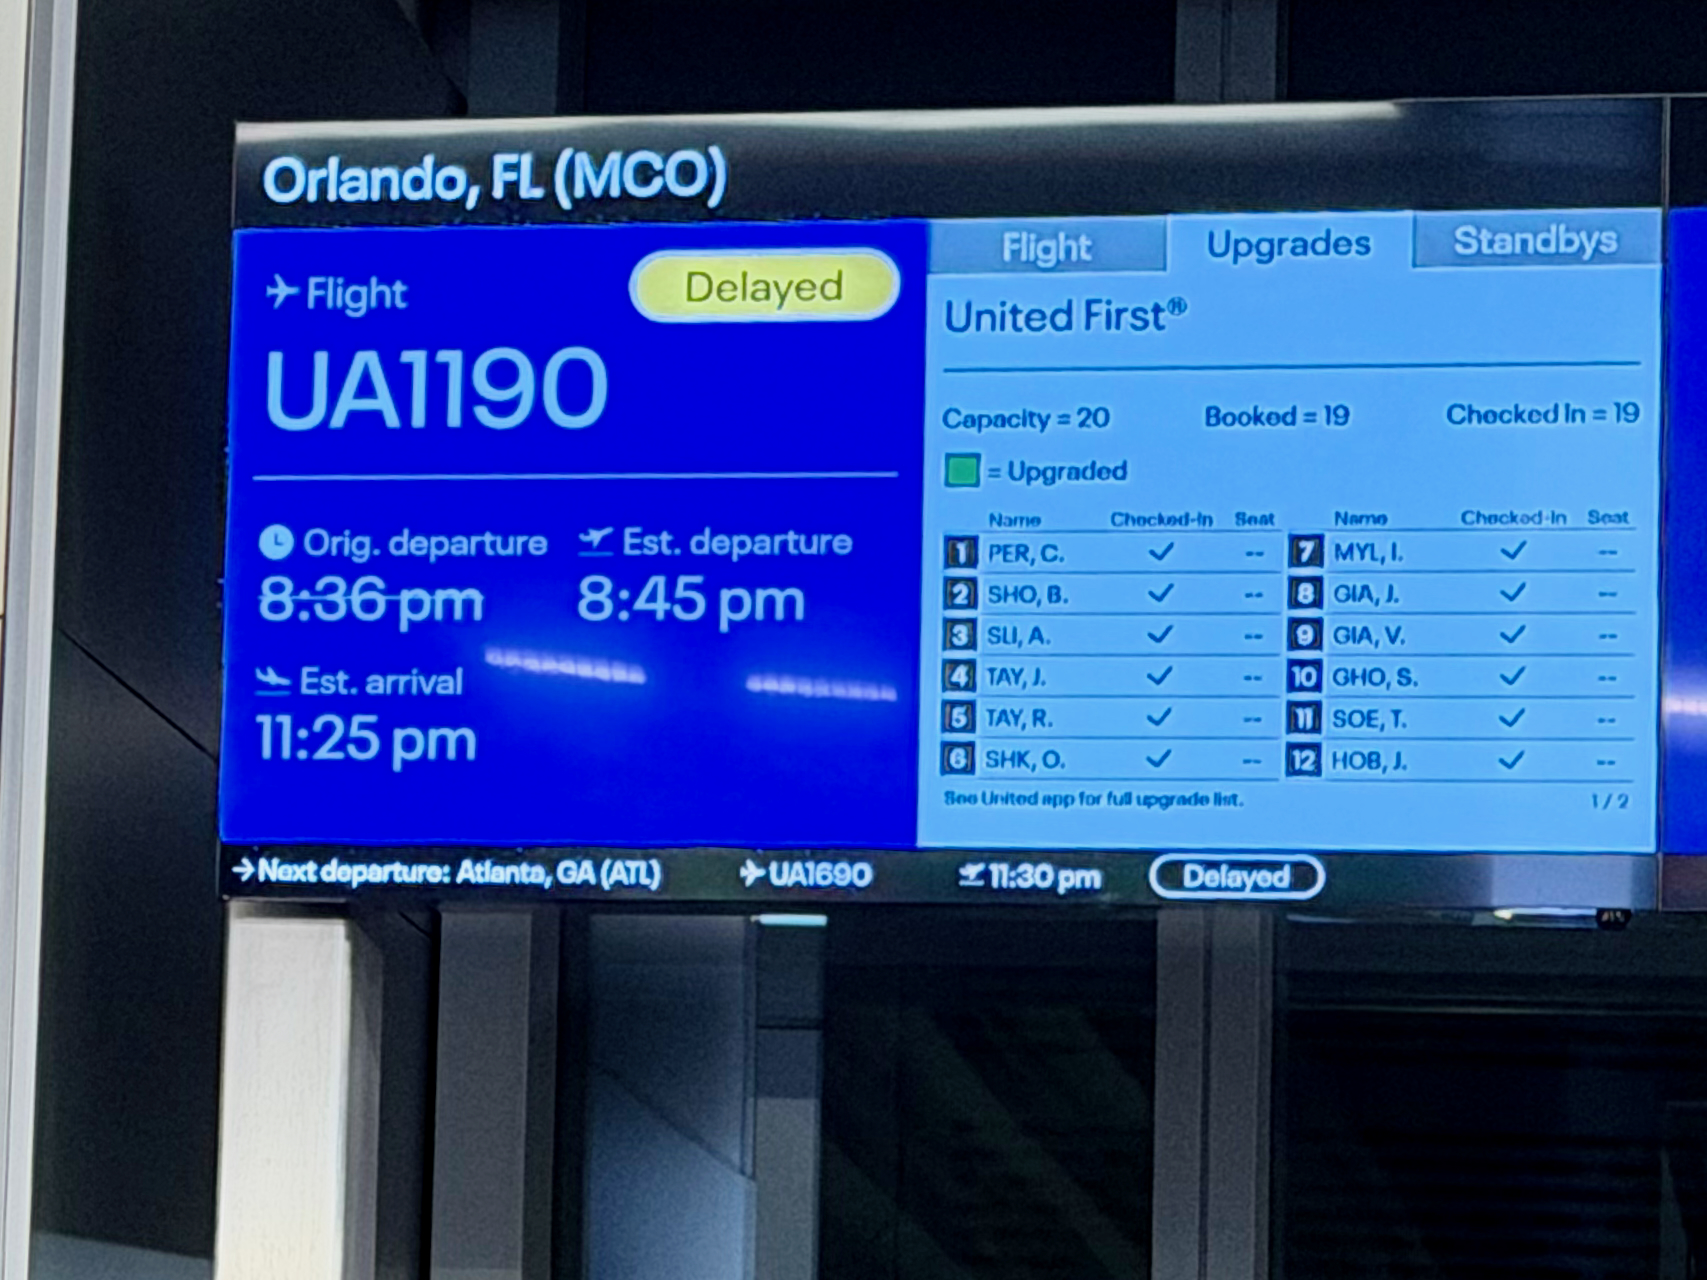 Orlando, FL (MCO)
Flight
Delayed
UA1190
Orig. departure
Est. departure
8:36 pm
8:45 pm
Est. arrival
11:25 pm
Flight Upgrades Standbys
United First®
Capacity = 20 Booked = 19 Checked In = 19
= Upgraded
Name Checked-In Seat Name Checked-In Seat
1 PER, C. ✓ -- 7 MYL, I. ✓ --
2 SHO, B. ✓ -- 8 GIA, J. ✓ --
3 SLI, A. ✓ -- 9 GIA, V. ✓ --
4 TAY, J. ✓ -- 10 GHO, S. ✓ --
5 TAY, R. ✓ -- 11 SOE, T. ✓ --
6 SHK, O. ✓ -- 12 HOB, J. ✓ --
See United app for full upgrade list. 1 / 2
→ Next departure: Atlanta, GA (ATL) UA1690 11:30 pm Delayed